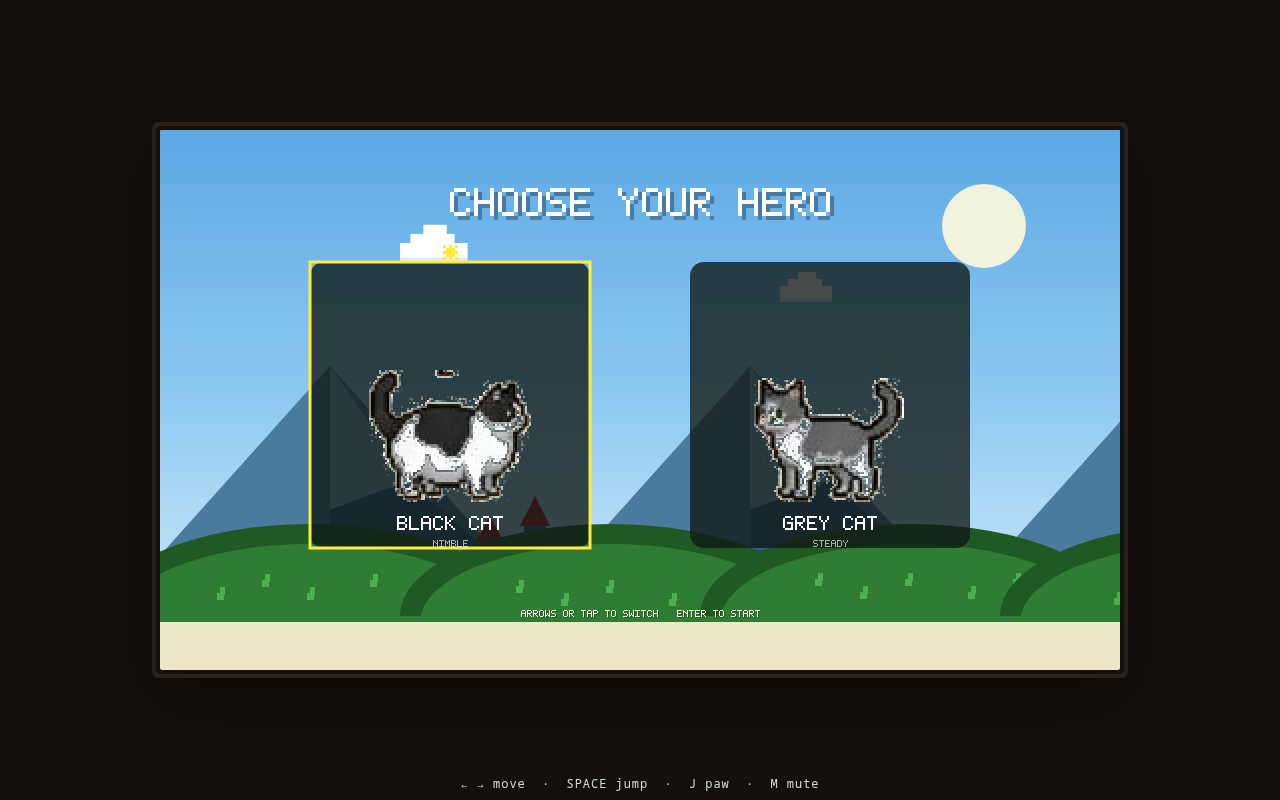 CHOOSE YOUR HERO
BLACK CAT
NIMBLE
GREY CAT
STEADY
ARROWS OR TAP TO SWITCH   ENTER TO START
← → move · SPACE jump · J paw · M mute